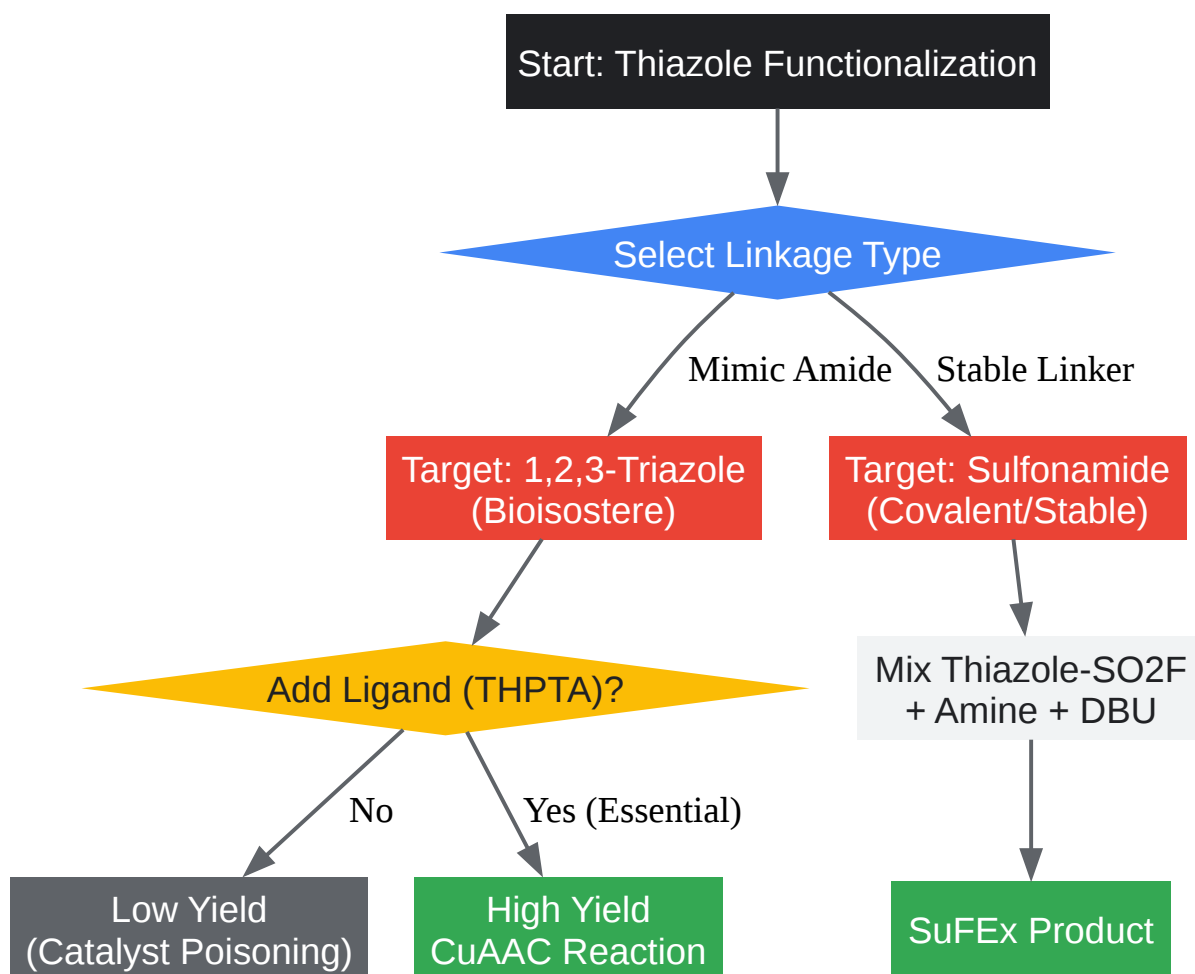 Start: Thiazole Functionalization
Select Linkage Type
Mimic Amide
Stable Linker
Target: 1,2,3-Triazole
(Bioisostere)
Target: Sulfonamide
(Covalent/Stable)
Add Ligand (THPTA)?
Mix Thiazole-SO2F
+ Amine + DBU
No
Yes (Essential)
Low Yield
(Catalyst Poisoning)
High Yield
CuAAC Reaction
SuFEx Product